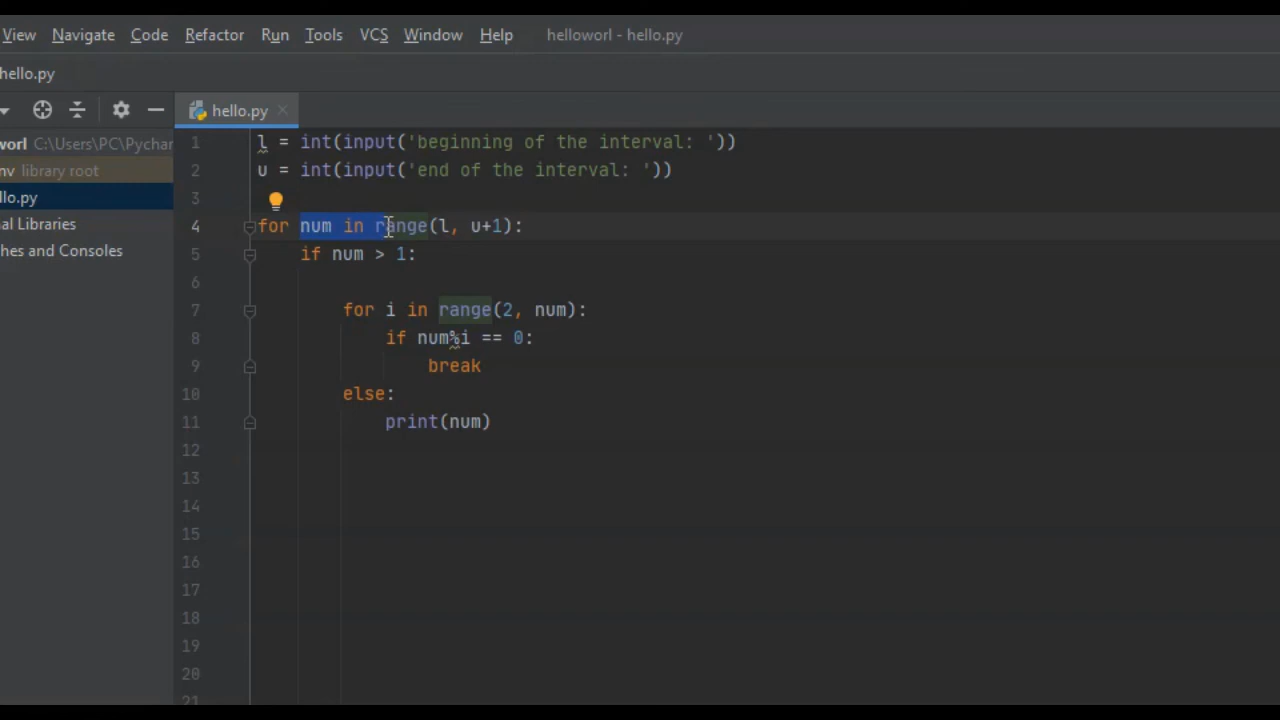 View Navigate Code Refactor Run Tools VCS Window Help helloworl - hello.py
hello.py
hello.py
worl C:\Users\PC\Pychar
nv library root
llo.py
al Libraries
ches and Consoles
1 l = int(input('beginning of the interval: '))
2 u = int(input('end of the interval: '))
3
4 for num in range(l, u+1):
5 if num > 1:
6
7 for i in range(2, num):
8 if num%i == 0:
9 break
10 else:
11 print(num)
12
13
14
15
16
17
18
19
20
21